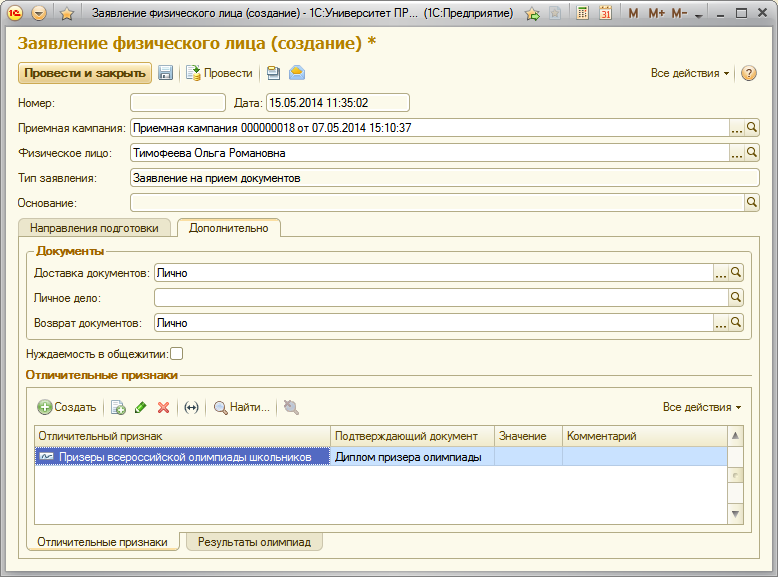 Заявление физического лица (создание) - 1С:Университет ПР... (1С:Предприятие)
M M+ M-
Заявление физического лица (создание) *
Провести и закрыть Провести Все действия
Номер: Дата: 15.05.2014 11:35:02
Приемная кампания: Приемная кампания 000000018 от 07.05.2014 15:10:37
Физическое лицо: Тимофеева Ольга Романовна
Тип заявления: Заявление на прием документов
Основание:
Направления подготовки Дополнительно
Документы
Доставка документов: Лично
Личное дело:
Возврат документов: Лично
Нуждаемость в общежитии:
Отличительные признаки
Создать Найти... Все действия
Отличительный признак Подтверждающий документ Значение Комментарий
Призеры всероссийской олимпиады школьников Диплом призера олимпиады
Отличительные признаки Результаты олимпиад